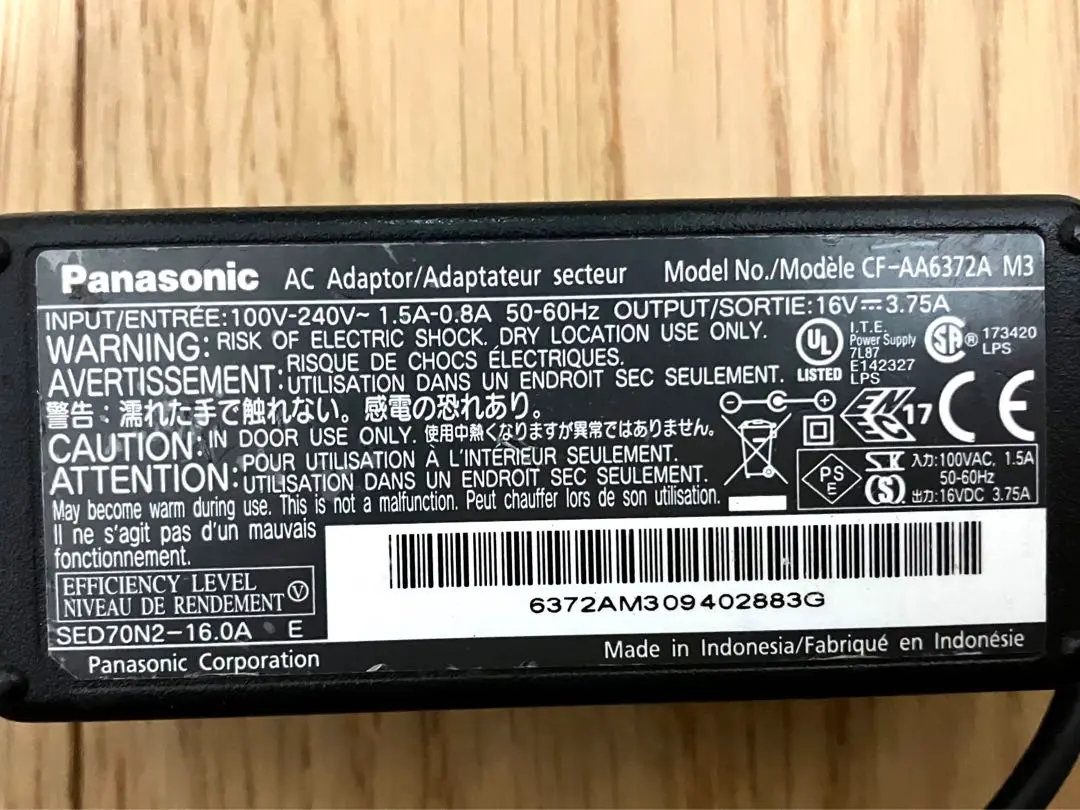 Panasonic AC Adaptor/Adaptateur secteur Model No./Modèle CF-AA6372A M3
INPUT/ENTRÉE:100V-240V~ 1.5A-0.8A 50-60Hz OUTPUT/SORTIE:16V⎓3.75A
WARNING: RISK OF ELECTRIC SHOCK. DRY LOCATION USE ONLY.
AVERTISSEMENT: RISQUE DE CHOCS ÉLECTRIQUES.
UTILISATION DANS UN ENDROIT SEC SEULEMENT.
警告：濡れた手で触れない。感電の恐れあり。
CAUTION: IN DOOR USE ONLY. 使用中熱くなりますが異常ではありません。
ATTENTION: POUR UTILISATION À L'INTÉRIEUR SEULEMENT.
UTILISATION DANS UN ENDROIT SEC SEULEMENT.
May become warm during use. This is not a malfunction. Peut chauffer lors de son utilisation.
Il ne s'agit pas d'un mauvais
fonctionnement.
EFFICIENCY LEVEL
NIVEAU DE RENDEMENT Ⓥ
SED70N2-16.0A E
Panasonic Corporation
UL
LISTED
I.T.E.
Power Supply
7L87
E142327
LPS
SA ® 173420
LPS
17
CE
PS
E
入力:100VAC, 1.5A
50-60Hz
出力:16VDC 3.75A
6372AM309402883G
Made in Indonesia/Fabriqué en Indonésie